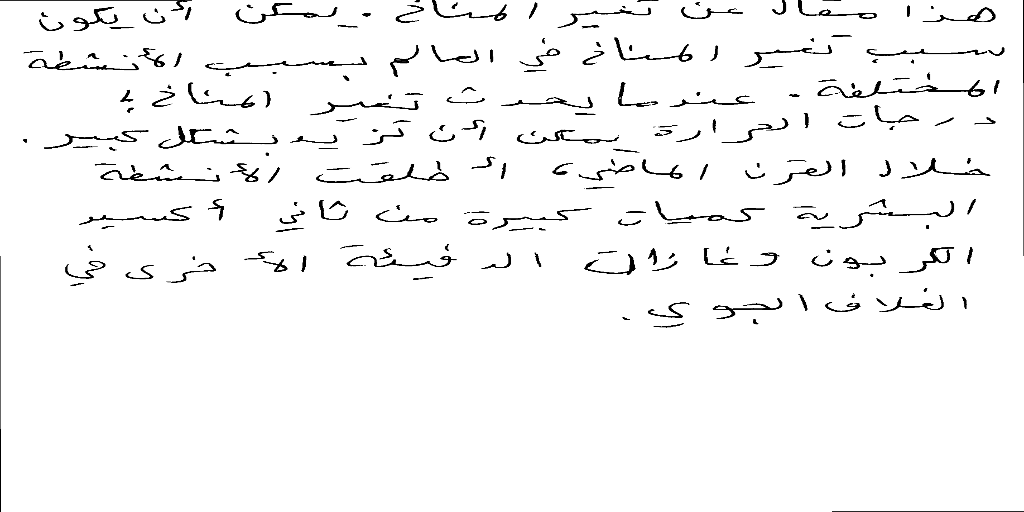 هذا مقال عن تغير المناخ . يمكن أن يكون
سبب تغير المناخ في العالم بسبب الأنشطة
المختلفة . عندما يحدث تغير المناخ ؛
درجات الحرارة يمكن أن تزيد بشكل كبير .
خلال القرن الماضي، أطلقت الأنشطة
البشرية كميات كبيرة من ثاني أكسيد
الكربون وغازات الدفيئة الأخرى في
الغلاف الجوي .